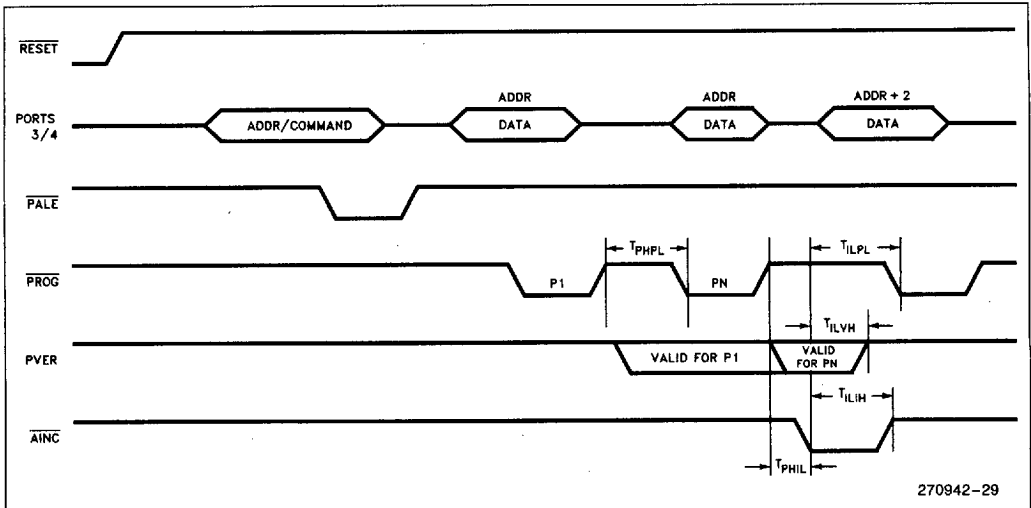 RESET
ADDR ADDR ADDR + 2
PORTS
3/4
ADDR/COMMAND DATA DATA DATA
PALE
TPHPL TILPL
PROG
P1 PN
TILVH
PVER
VALID FOR P1
VALID
FOR PN
TILIH
AINC
TPHIL
270942-29